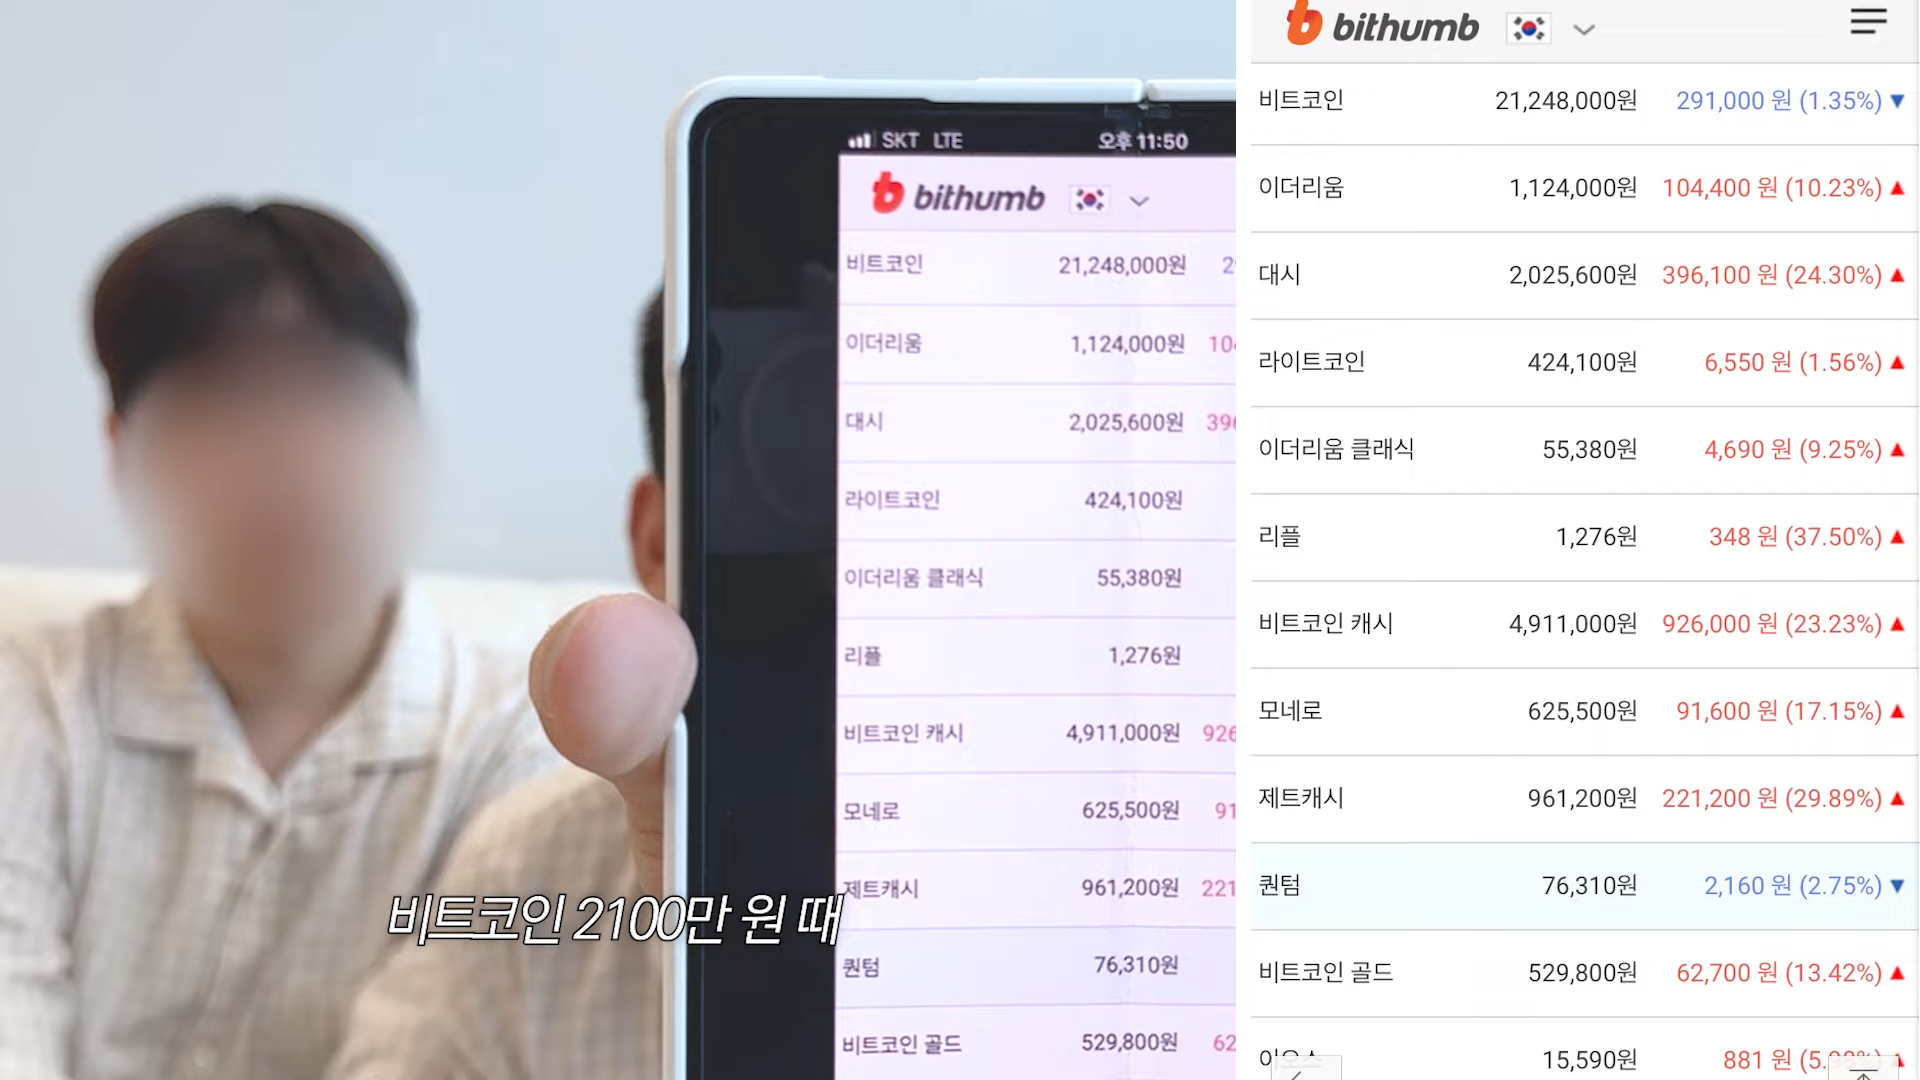 SKT LTE 오후 11:50
bithumb
비트코인 21,248,000원
이더리움 1,124,000원
대시 2,025,600원
라이트코인 424,100원
이더리움 클래식 55,380원
리플 1,276원
비트코인 캐시 4,911,000원
모네로 625,500원
제트캐시 961,200원
퀀텀 76,310원
비트코인 골드 529,800원
비트코인 2100만 원 때
bithumb
비트코인 21,248,000원 291,000 원 (1.35%) ▼
이더리움 1,124,000원 104,400 원 (10.23%) ▲
대시 2,025,600원 396,100 원 (24.30%) ▲
라이트코인 424,100원 6,550 원 (1.56%) ▲
이더리움 클래식 55,380원 4,690 원 (9.25%) ▲
리플 1,276원 348 원 (37.50%) ▲
비트코인 캐시 4,911,000원 926,000 원 (23.23%) ▲
모네로 625,500원 91,600 원 (17.15%) ▲
제트캐시 961,200원 221,200 원 (29.89%) ▲
퀀텀 76,310원 2,160 원 (2.75%) ▼
비트코인 골드 529,800원 62,700 원 (13.42%) ▲
이오스 15,590원 881 원